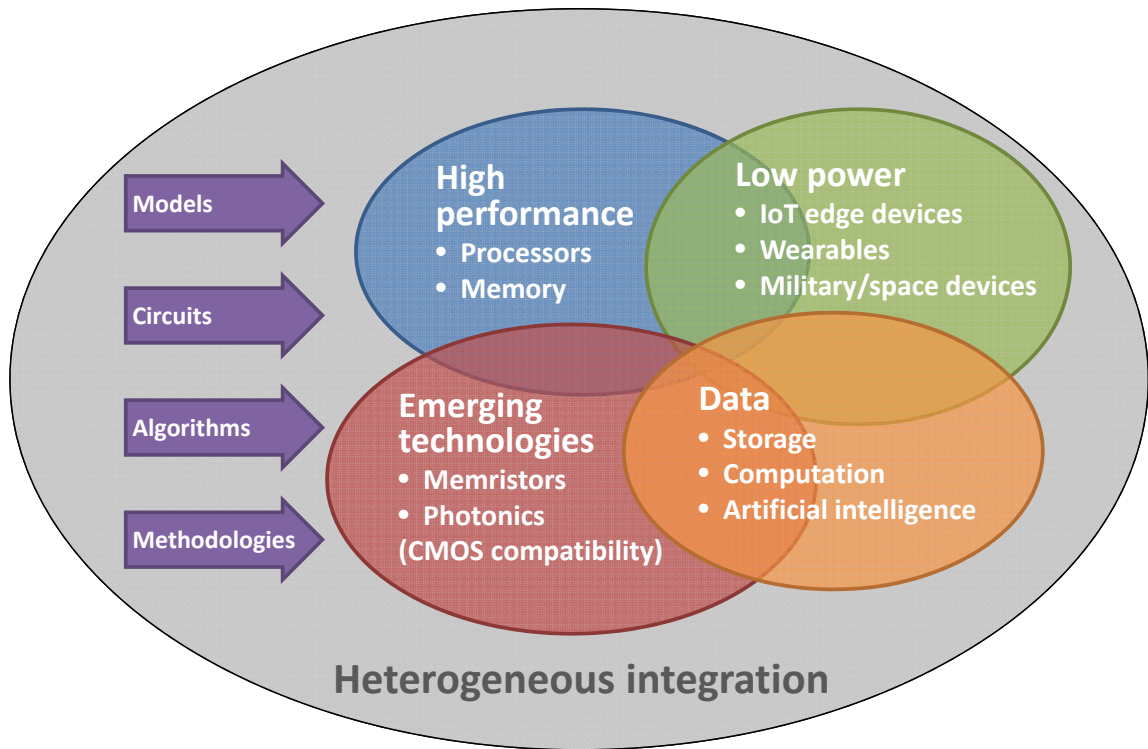 Models
Circuits
Algorithms
Methodologies
High
performance
• Processors
• Memory
Low power
• IoT edge devices
• Wearables
• Military/space devices
Emerging
technologies
• Memristors
• Photonics
(CMOS compatibility)
Data
• Storage
• Computation
• Artificial intelligence
Heterogeneous integration